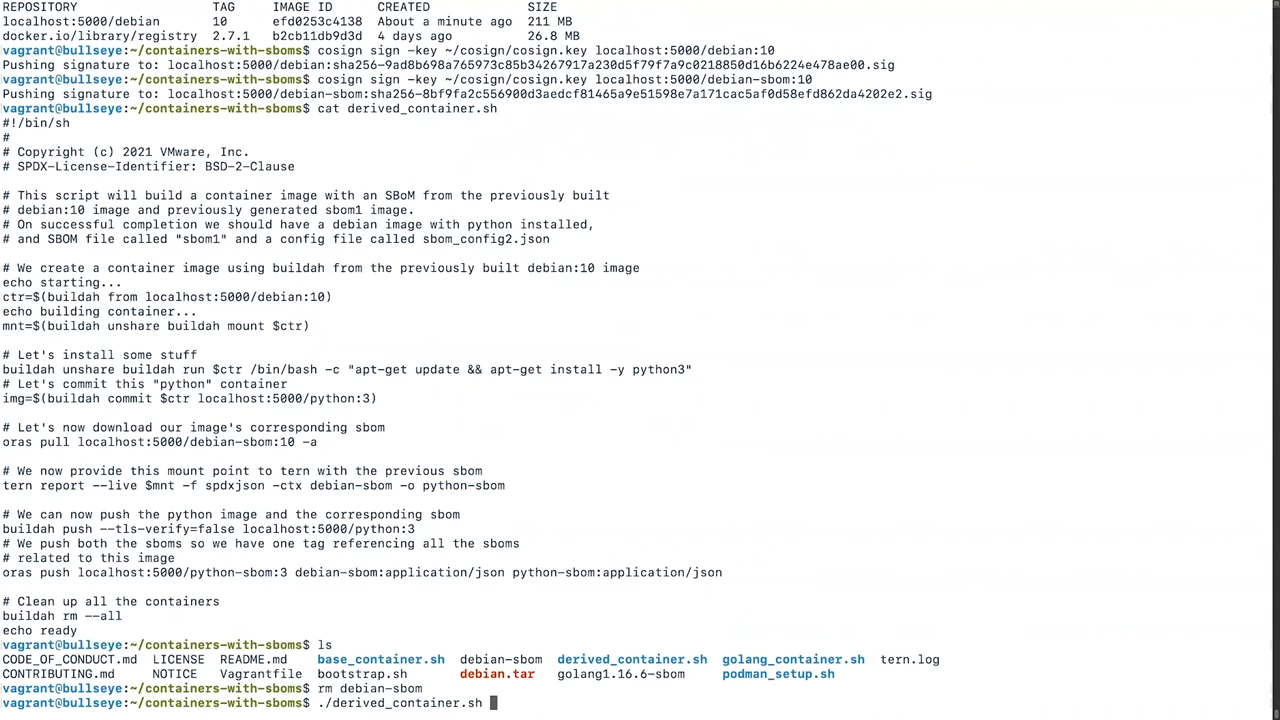 REPOSITORY TAG IMAGE ID CREATED SIZE
localhost:5000/debian 10 efd0253c4138 About a minute ago 211 MB
docker.io/library/registry 2.7.1 b2cb11db9d3d 4 days ago 26.8 MB
vagrant@bullseye:~/containers-with-sboms$ cosign sign -key ~/cosign/cosign.key localhost:5000/debian:10
Pushing signature to: localhost:5000/debian:sha256-9ad8b698a765973c85b34267917a230d5f79f7a9c0218850d16b6224e478ae00.sig
vagrant@bullseye:~/containers-with-sboms$ cosign sign -key ~/cosign/cosign.key localhost:5000/debian-sbom:10
Pushing signature to: localhost:5000/debian-sbom:sha256-8bf9fa2c556900d3aedcf81465a9e51598e7a171cac5af0d58efd862da4202e2.sig
vagrant@bullseye:~/containers-with-sboms$ cat derived_container.sh
#!/bin/sh
#
# Copyright (c) 2021 VMware, Inc.
# SPDX-License-Identifier: BSD-2-Clause
# This script will build a container image with an SBoM from the previously built
# debian:10 image and previously generated sbom1 image.
# On successful completion we should have a debian image with python installed,
# and SBOM file called "sbom1" and a config file called sbom_config2.json
# We create a container image using buildah from the previously built debian:10 image
echo starting...
ctr=$(buildah from localhost:5000/debian:10)
echo building container...
mnt=$(buildah unshare buildah mount $ctr)
# Let's install some stuff
buildah unshare buildah run $ctr /bin/bash -c "apt-get update && apt-get install -y python3"
# Let's commit this "python" container
img=$(buildah commit $ctr localhost:5000/python:3)
# Let's now download our image's corresponding sbom
oras pull localhost:5000/debian-sbom:10 -a
# We now provide this mount point to tern with the previous sbom
tern report --live $mnt -f spdxjson -ctx debian-sbom -o python-sbom
# We can now push the python image and the corresponding sbom
buildah push --tls-verify=false localhost:5000/python:3
# We push both the sboms so we have one tag referencing all the sboms
# related to this image
oras push localhost:5000/python-sbom:3 debian-sbom:application/json python-sbom:application/json
# Clean up all the containers
buildah rm --all
echo ready
vagrant@bullseye:~/containers-with-sboms$ ls
CODE_OF_CONDUCT.md LICENSE README.md base_container.sh debian-sbom derived_container.sh golang_container.sh tern.log
CONTRIBUTING.md NOTICE Vagrantfile bootstrap.sh debian.tar golang1.16.6-sbom podman_setup.sh
vagrant@bullseye:~/containers-with-sboms$ rm debian-sbom
vagrant@bullseye:~/containers-with-sboms$ ./derived_container.sh